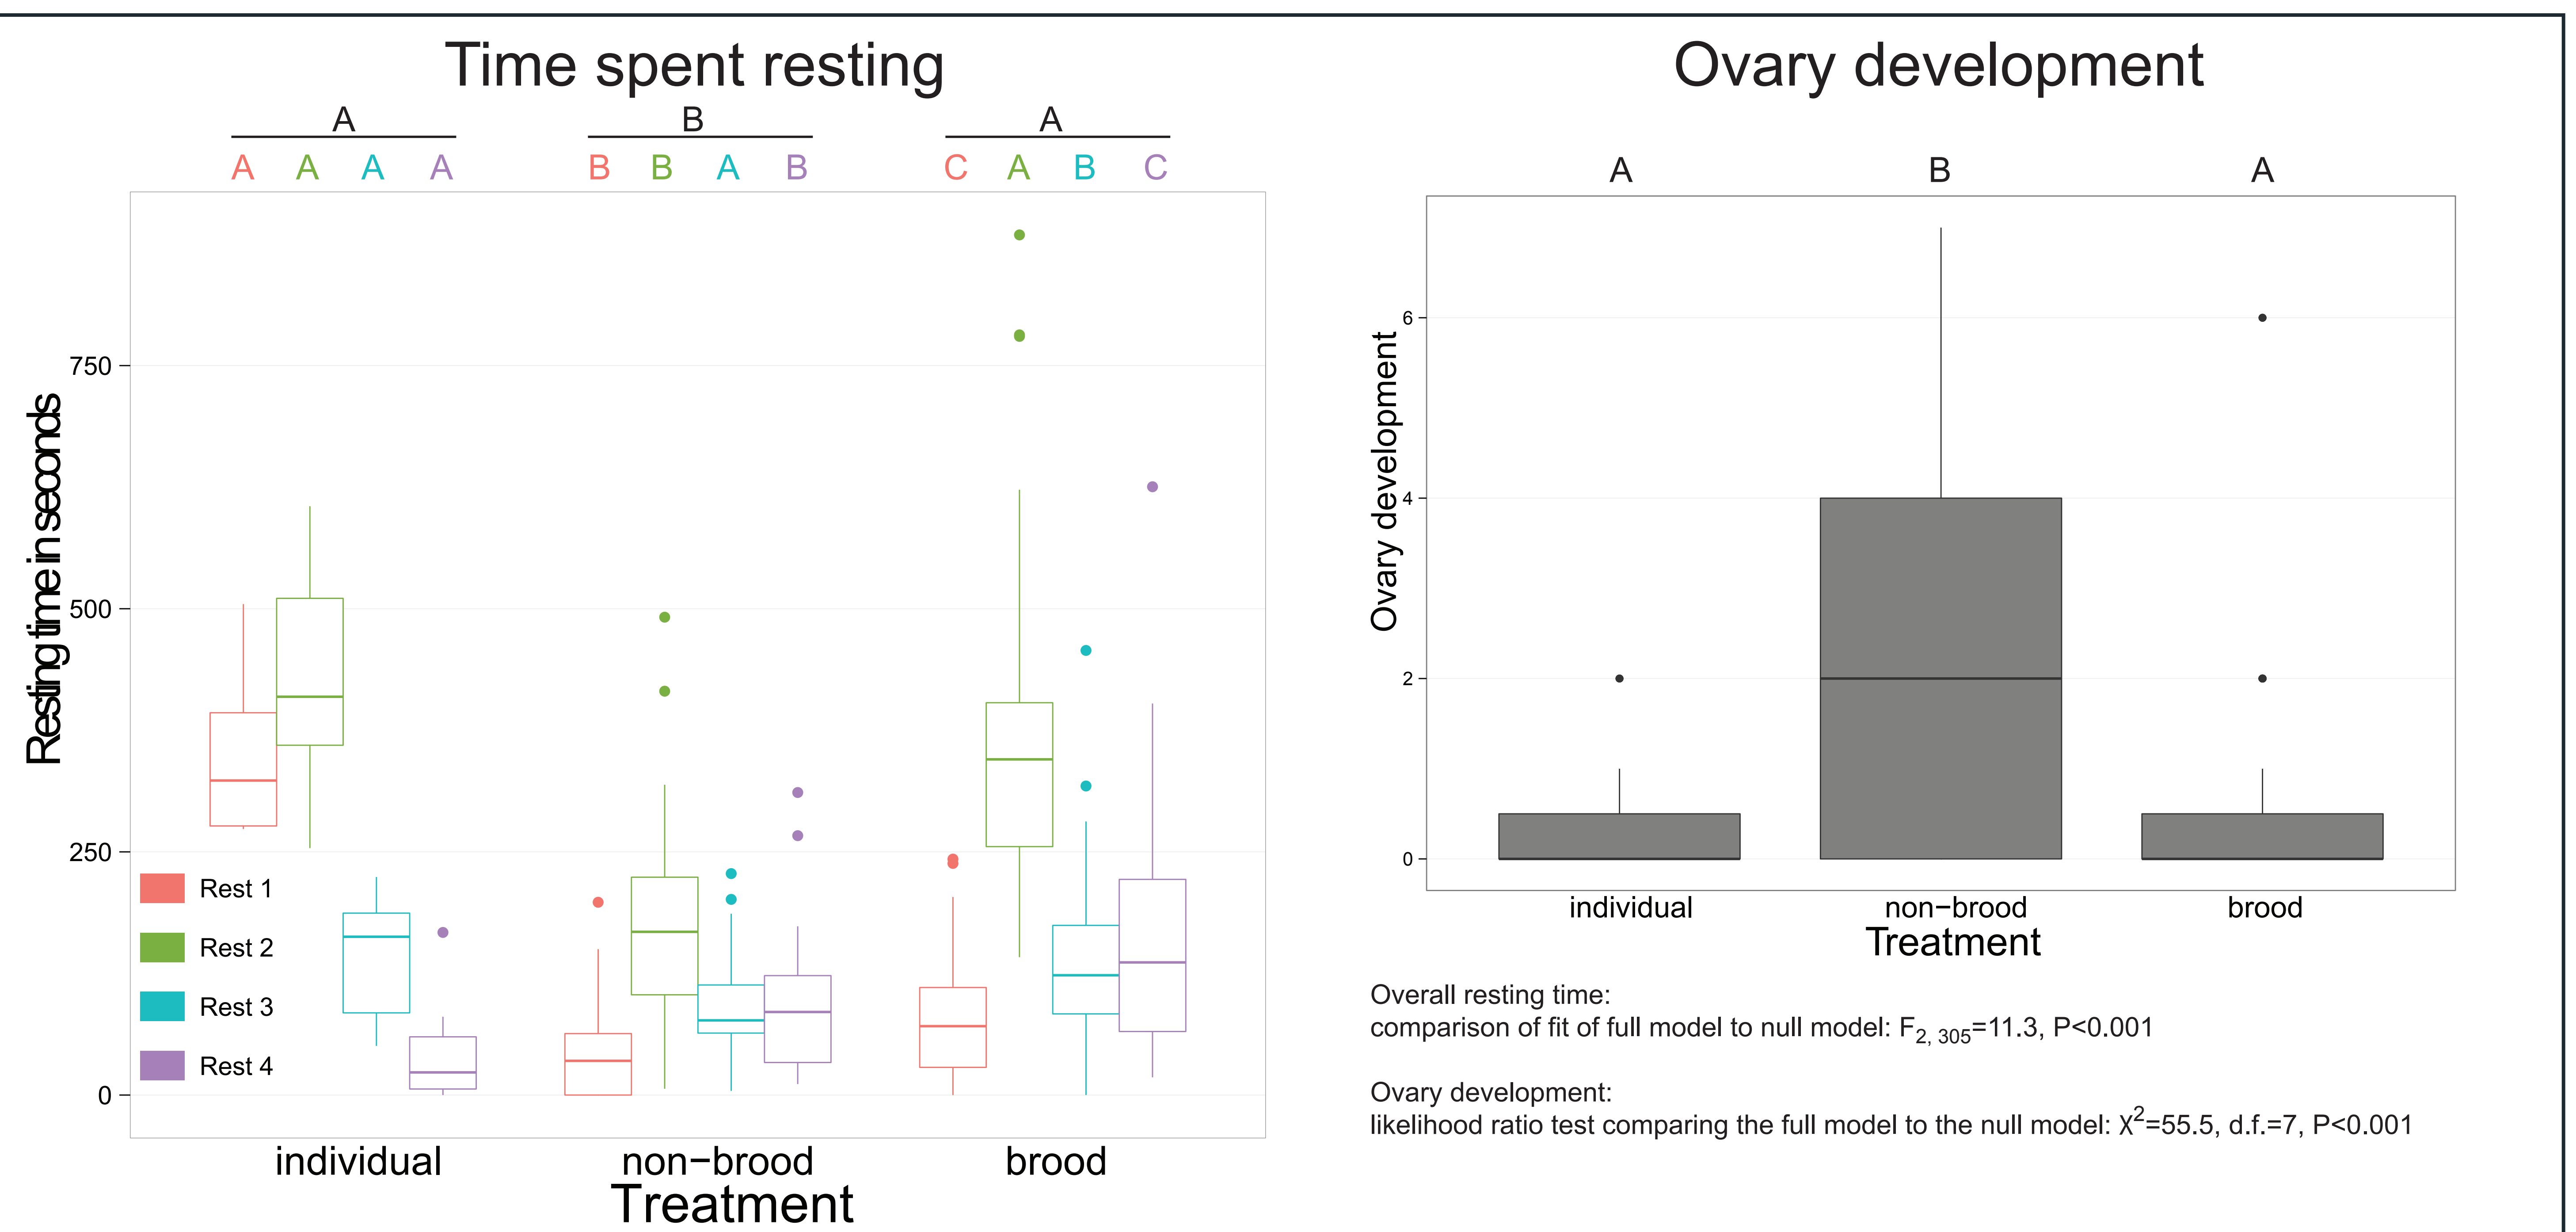 Time spent resting
A B A
A A A A B B A B C A B C
750
500
250
0
Resting time in seconds
Rest 1
Rest 2
Rest 3
Rest 4
individual non−brood brood
Treatment
Ovary development
A B A
6
4
2
0
Ovary development
individual non−brood brood
Treatment
Overall resting time:
comparison of fit of full model to null model: F2, 305=11.3, P<0.001
Ovary development:
likelihood ratio test comparing the full model to the null model: χ2=55.5, d.f.=7, P<0.001